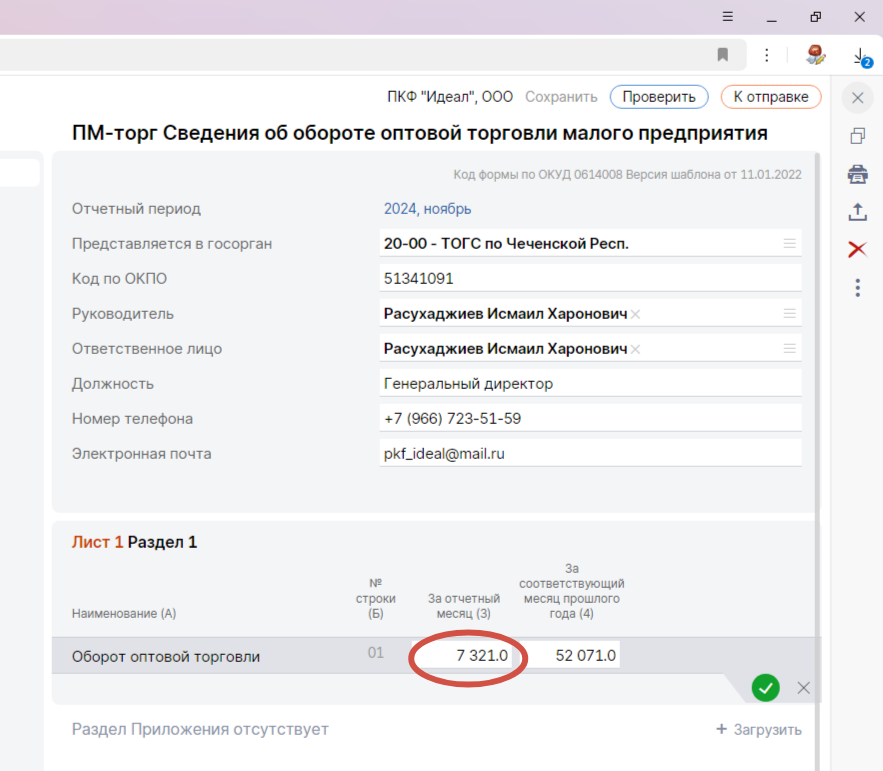 2
ПКФ "Идеал", ООО Сохранить Проверить К отправке
ПМ-торг Сведения об обороте оптовой торговли малого предприятия
Код формы по ОКУД 0614008 Версия шаблона от 11.01.2022
Отчетный период 2024, ноябрь
Представляется в госорган 20-00 - ТОГС по Чеченской Респ.
Код по ОКПО 51341091
Руководитель Расухаджиев Исмаил Харонович
Ответственное лицо Расухаджиев Исмаил Харонович
Должность Генеральный директор
Номер телефона +7 (966) 723-51-59
Электронная почта pkf_ideal@mail.ru
Лист 1 Раздел 1
Наименование (А)
№
строки
(Б)
За отчетный
месяц (3)
За
соответствующий
месяц прошлого
года (4)
Оборот оптовой торговли 01 7 321.0 52 071.0
Раздел Приложения отсутствует + Загрузить